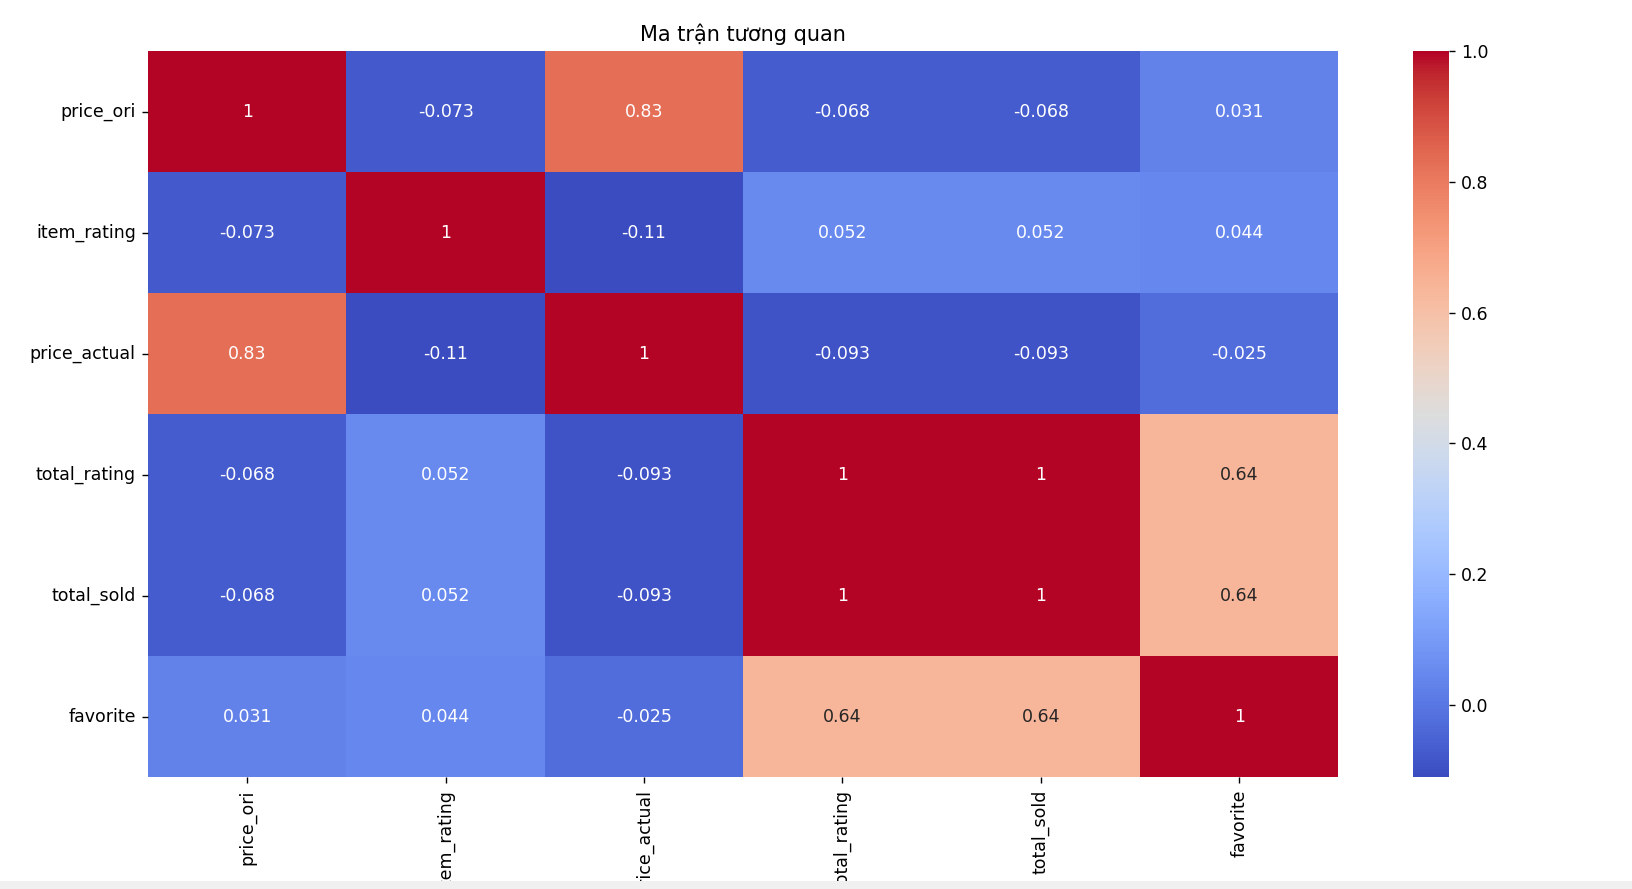 Ma trận tương quan
price_ori 1 -0.073 0.83 -0.068 -0.068 0.031
item_rating -0.073 1 -0.11 0.052 0.052 0.044
price_actual 0.83 -0.11 1 -0.093 -0.093 -0.025
total_rating -0.068 0.052 -0.093 1 1 0.64
total_sold -0.068 0.052 -0.093 1 1 0.64
favorite 0.031 0.044 -0.025 0.64 0.64 1
price_ori
em_rating
rice_actual
otal_rating
total_sold
favorite
1.0
0.8
0.6
0.4
0.2
0.0